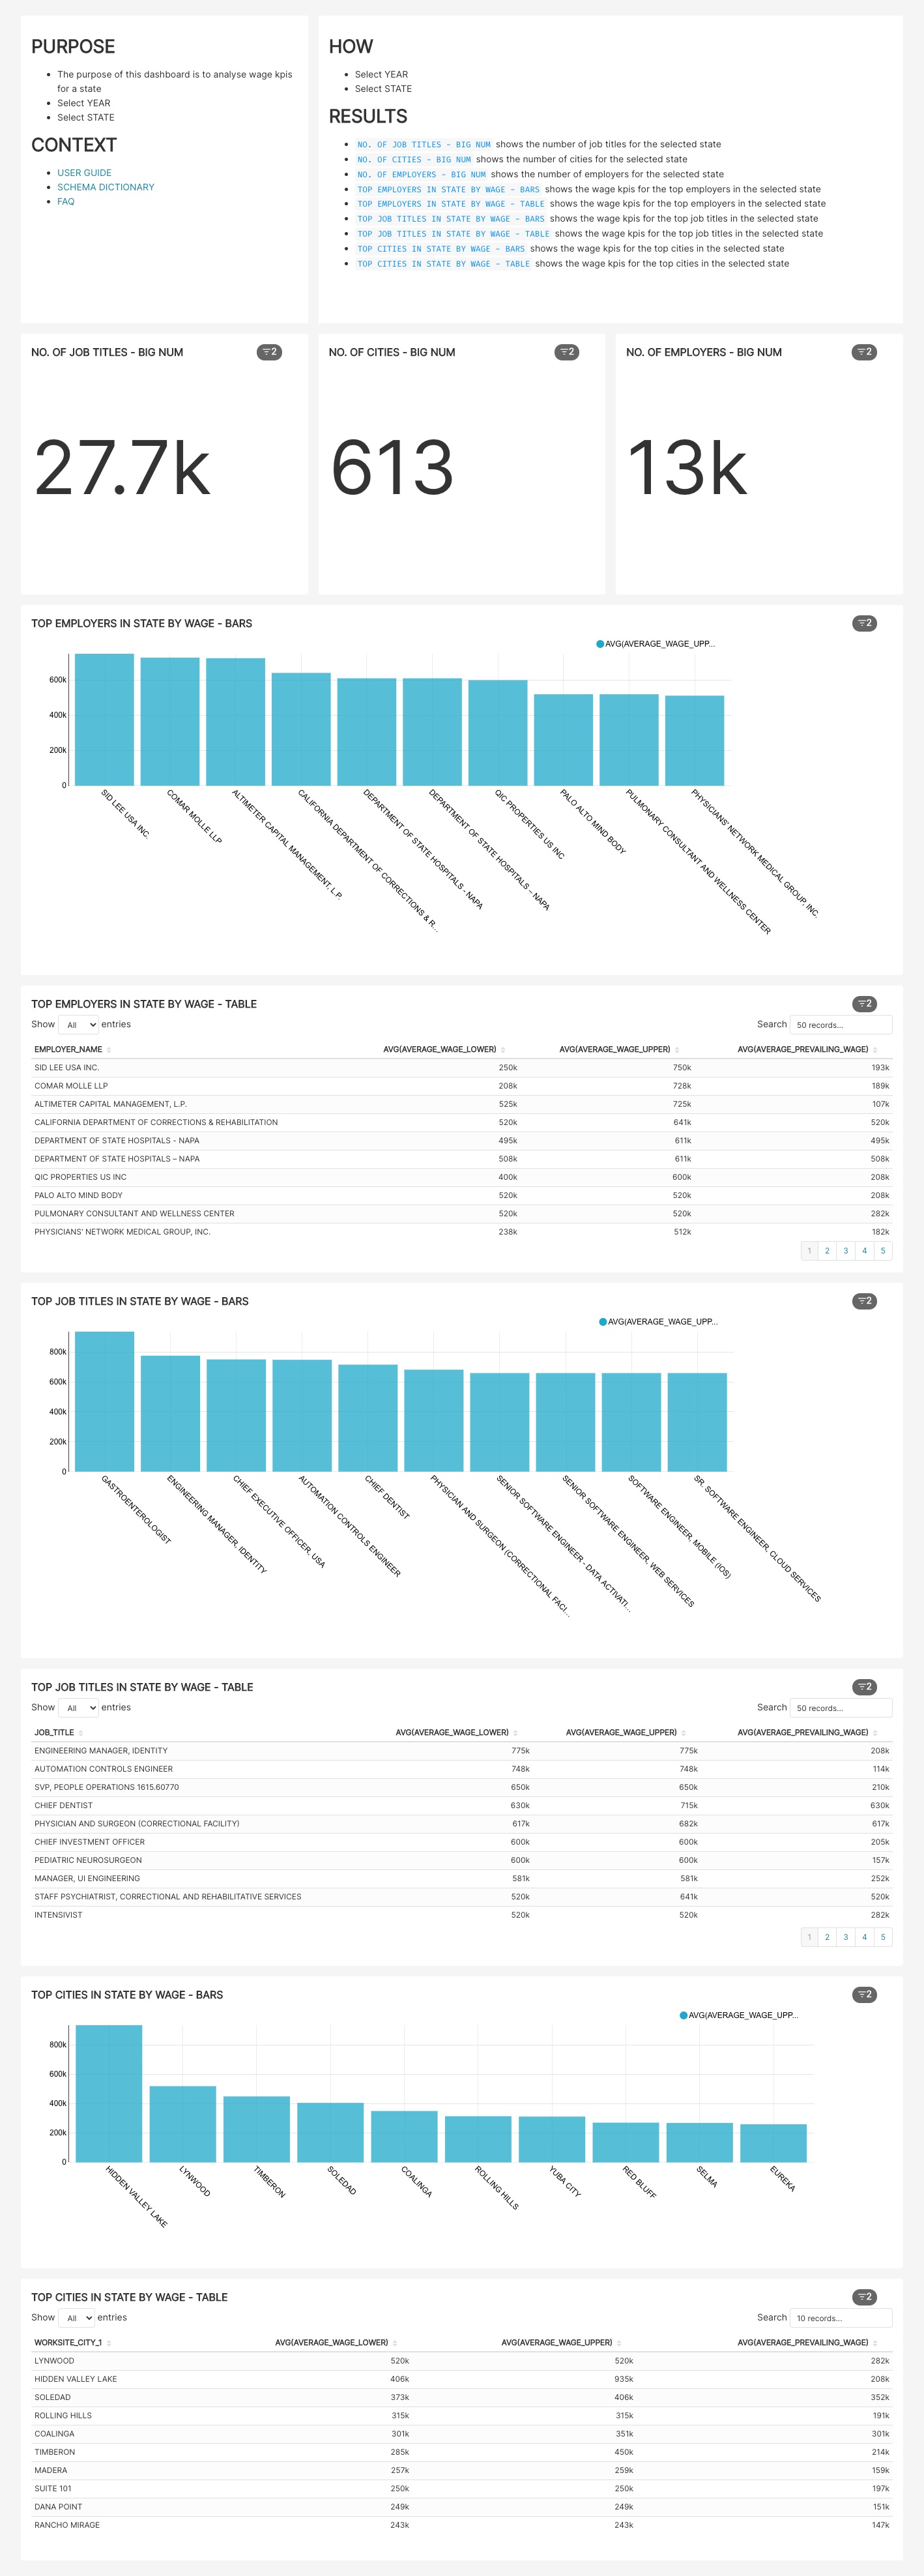 PURPOSE
The purpose of this dashboard is to analyse wage kpis
for a state
Select YEAR
Select STATE
CONTEXT
USER GUIDE
SCHEMA DICTIONARY
FAQ
HOW
Select YEAR
Select STATE
RESULTS
NO. OF JOB TITLES - BIG NUM shows the number of job titles for the selected state
NO. OF CITIES - BIG NUM shows the number of cities for the selected state
NO. OF EMPLOYERS - BIG NUM shows the number of employers for the selected state
TOP EMPLOYERS IN STATE BY WAGE - BARS shows the wage kpis for the top employers in the selected state
TOP EMPLOYERS IN STATE BY WAGE - TABLE shows the wage kpis for the top employers in the selected state
TOP JOB TITLES IN STATE BY WAGE - BARS shows the wage kpis for the top job titles in the selected state
TOP JOB TITLES IN STATE BY WAGE - TABLE shows the wage kpis for the top job titles in the selected state
TOP CITIES IN STATE BY WAGE - BARS shows the wage kpis for the top cities in the selected state
TOP CITIES IN STATE BY WAGE - TABLE shows the wage kpis for the top cities in the selected state
NO. OF JOB TITLES - BIG NUM 2
27.7k
NO. OF CITIES - BIG NUM 2
613
NO. OF EMPLOYERS - BIG NUM 2
13k
TOP EMPLOYERS IN STATE BY WAGE - BARS 2
AVG(AVERAGE_WAGE_UPP...
600k
400k
200k
0
SID LEE USA INC.
COMAR MOLLE LLP
ALTIMETER CAPITAL MANAGEMENT, L.P.
CALIFORNIA DEPARTMENT OF CORRECTIONS & R...
DEPARTMENT OF STATE HOSPITALS - NAPA
DEPARTMENT OF STATE HOSPITALS – NAPA
QIC PROPERTIES US INC
PALO ALTO MIND BODY
PULMONARY CONSULTANT AND WELLNESS CENTER
PHYSICIANS' NETWORK MEDICAL GROUP, INC.
TOP EMPLOYERS IN STATE BY WAGE - TABLE 2
Show All entries Search 50 records...
EMPLOYER_NAME AVG(AVERAGE_WAGE_LOWER) AVG(AVERAGE_WAGE_UPPER) AVG(AVERAGE_PREVAILING_WAGE)
SID LEE USA INC. 250k 750k 193k
COMAR MOLLE LLP 208k 728k 189k
ALTIMETER CAPITAL MANAGEMENT, L.P. 525k 725k 107k
CALIFORNIA DEPARTMENT OF CORRECTIONS & REHABILITATION 520k 641k 520k
DEPARTMENT OF STATE HOSPITALS - NAPA 495k 611k 495k
DEPARTMENT OF STATE HOSPITALS – NAPA 508k 611k 508k
QIC PROPERTIES US INC 400k 600k 208k
PALO ALTO MIND BODY 520k 520k 208k
PULMONARY CONSULTANT AND WELLNESS CENTER 520k 520k 282k
PHYSICIANS' NETWORK MEDICAL GROUP, INC. 238k 512k 182k
1 2 3 4 5
TOP JOB TITLES IN STATE BY WAGE - BARS 2
AVG(AVERAGE_WAGE_UPP...
800k
600k
400k
200k
0
GASTROENTEROLOGIST
ENGINEERING MANAGER, IDENTITY
CHIEF EXECUTIVE OFFICER, USA
AUTOMATION CONTROLS ENGINEER
CHIEF DENTIST
PHYSICIAN AND SURGEON (CORRECTIONAL FACI...
SENIOR SOFTWARE ENGINEER - DATA ACTIVATI...
SENIOR SOFTWARE ENGINEER, WEB SERVICES
SOFTWARE ENGINEER, MOBILE (IOS)
SR. SOFTWARE ENGINEER, CLOUD SERVICES
TOP JOB TITLES IN STATE BY WAGE - TABLE 2
Show All entries Search 50 records...
JOB_TITLE AVG(AVERAGE_WAGE_LOWER) AVG(AVERAGE_WAGE_UPPER) AVG(AVERAGE_PREVAILING_WAGE)
ENGINEERING MANAGER, IDENTITY 775k 775k 208k
AUTOMATION CONTROLS ENGINEER 748k 748k 114k
SVP, PEOPLE OPERATIONS 1615.60770 650k 650k 210k
CHIEF DENTIST 630k 715k 630k
PHYSICIAN AND SURGEON (CORRECTIONAL FACILITY) 617k 682k 617k
CHIEF INVESTMENT OFFICER 600k 600k 205k
PEDIATRIC NEUROSURGEON 600k 600k 157k
MANAGER, UI ENGINEERING 581k 581k 252k
STAFF PSYCHIATRIST, CORRECTIONAL AND REHABILITATIVE SERVICES 520k 641k 520k
INTENSIVIST 520k 520k 282k
1 2 3 4 5
TOP CITIES IN STATE BY WAGE - BARS 2
AVG(AVERAGE_WAGE_UPP...
800k
600k
400k
200k
0
HIDDEN VALLEY LAKE
LYNWOOD
TIMBERON
SOLEDAD
COALINGA
ROLLING HILLS
YUBA CITY
RED BLUFF
SELMA
EUREKA
TOP CITIES IN STATE BY WAGE - TABLE 2
Show All entries Search 10 records...
WORKSITE_CITY_1 AVG(AVERAGE_WAGE_LOWER) AVG(AVERAGE_WAGE_UPPER) AVG(AVERAGE_PREVAILING_WAGE)
LYNWOOD 520k 520k 282k
HIDDEN VALLEY LAKE 406k 935k 208k
SOLEDAD 373k 406k 352k
ROLLING HILLS 315k 315k 191k
COALINGA 301k 351k 301k
TIMBERON 285k 450k 214k
MADERA 257k 259k 159k
SUITE 101 250k 250k 197k
DANA POINT 249k 249k 151k
RANCHO MIRAGE 243k 243k 147k